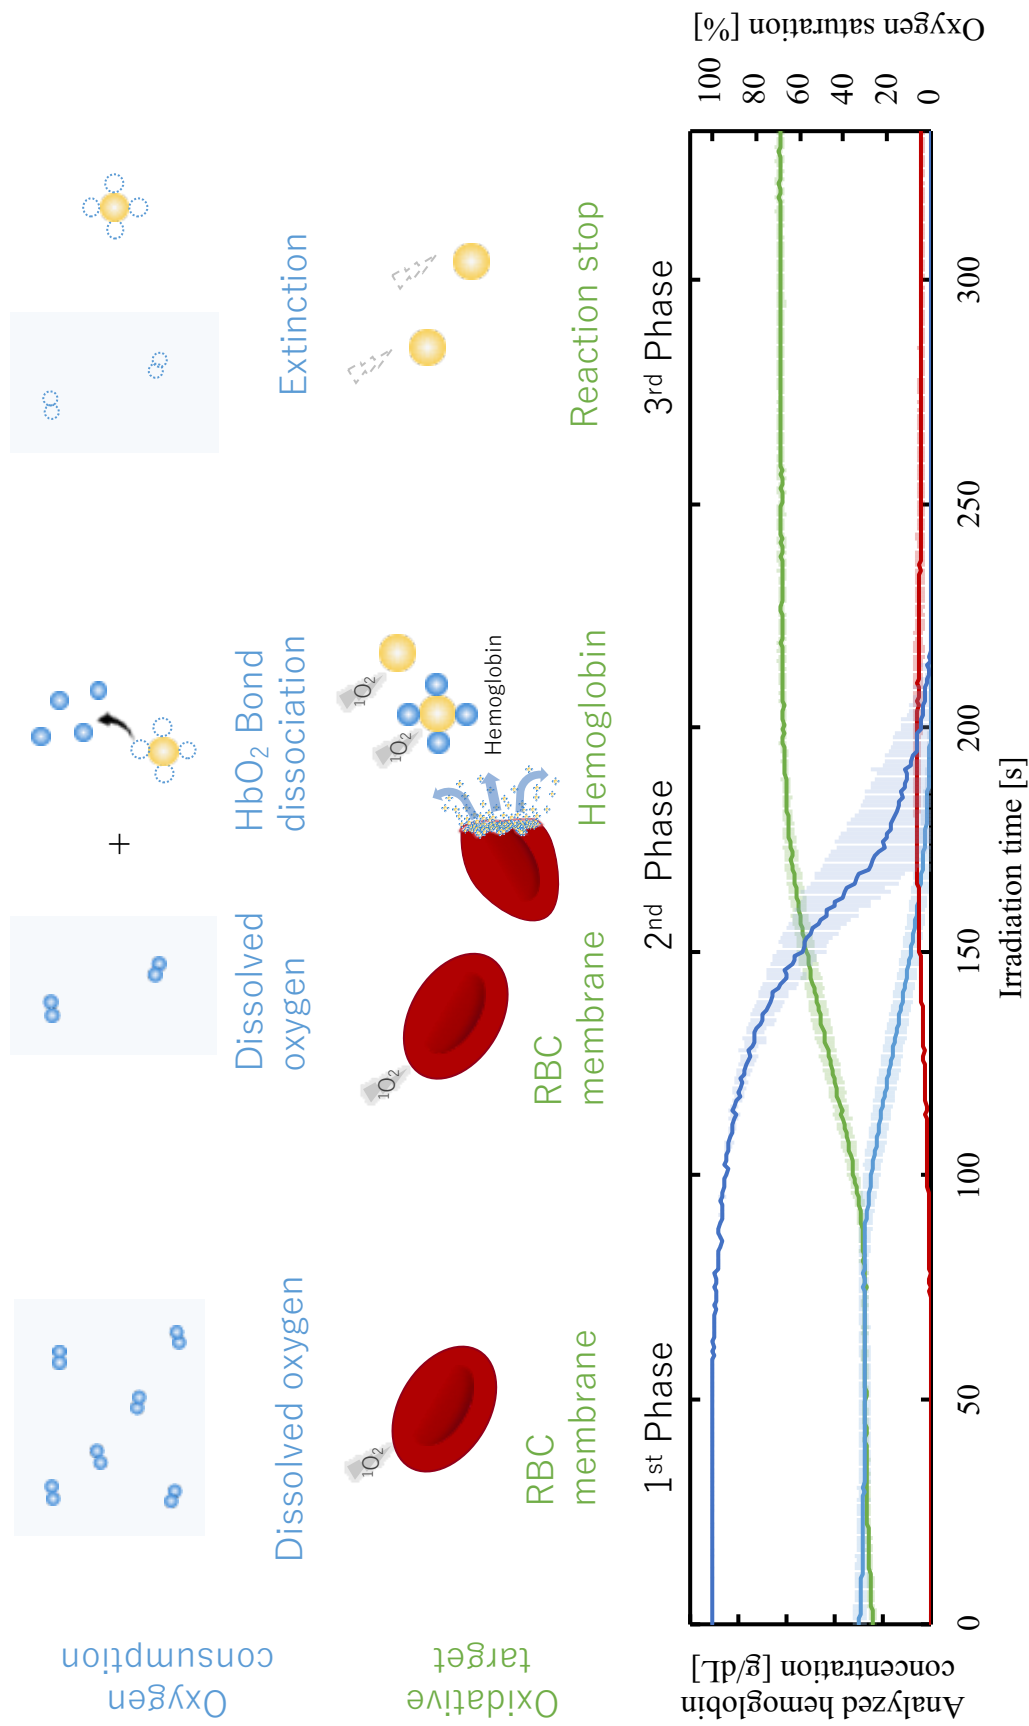 Oxygen
consumption
Dissolved oxygen
Dissolved
oxygen
+
HbO₂ Bond
dissociation
Extinction
Oxidative
target
¹O₂
RBC
membrane
¹O₂
RBC
membrane
¹O₂
¹O₂
Hemoglobin
Hemoglobin
Reaction stop
1st Phase
2nd Phase
3rd Phase
Analyzed hemoglobin
concentration [g/dL]
100
80
60
40
20
0
Oxygen saturation [%]
0
50
100
150
200
250
300
Irradiation time [s]